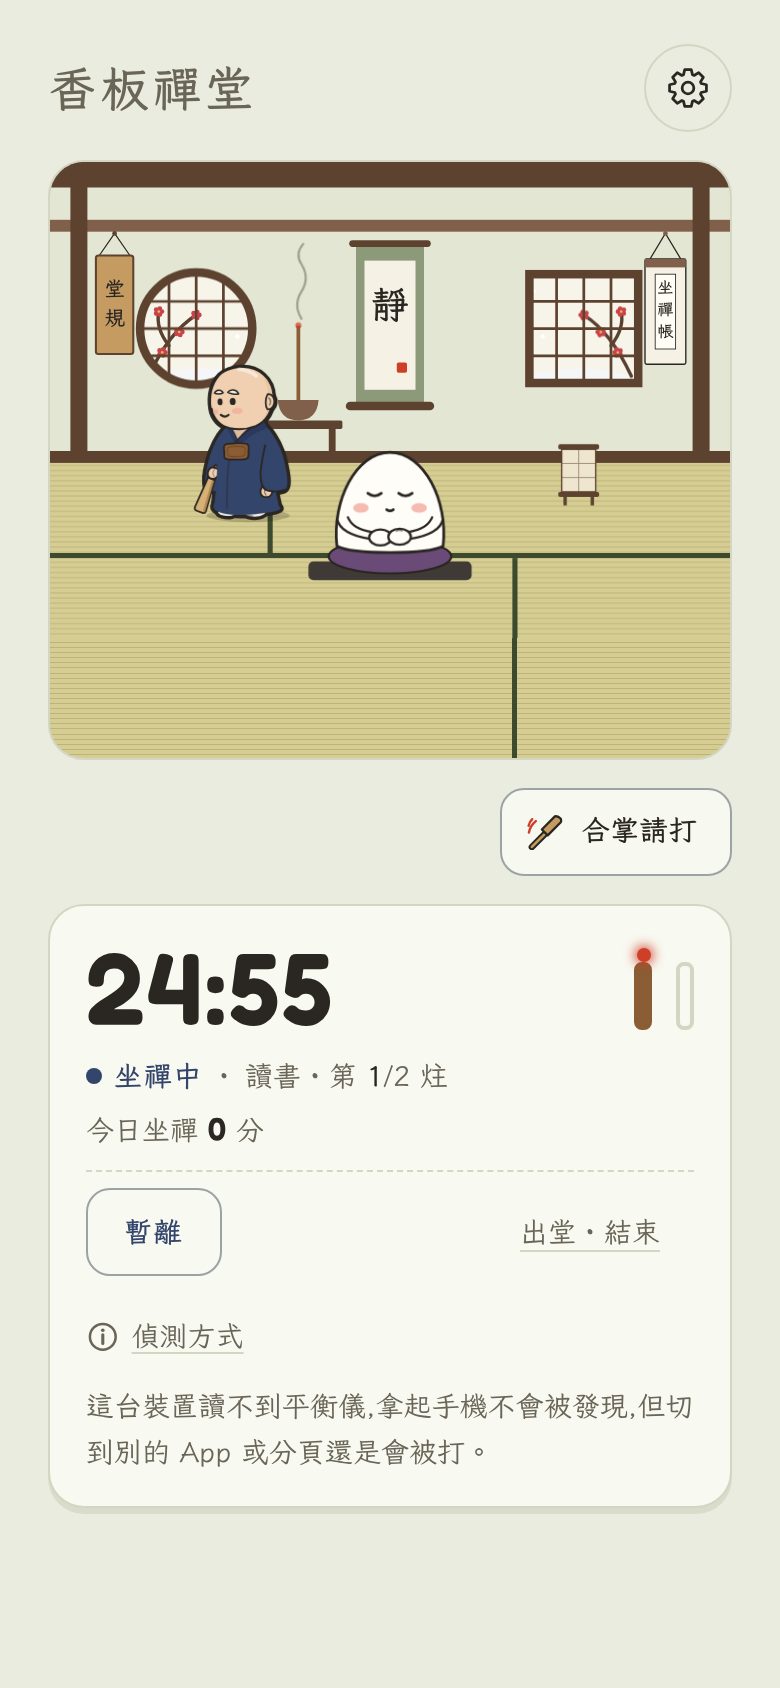 香板禪堂
堂規
靜
坐禪帳
合掌請打
24:55
坐禪中 · 讀書·第 1/2 炷
今日坐禪 0 分
暫離
出堂·結束
偵測方式
這台裝置讀不到平衡儀,拿起手機不會被發現,但切
到別的 App 或分頁還是會被打。